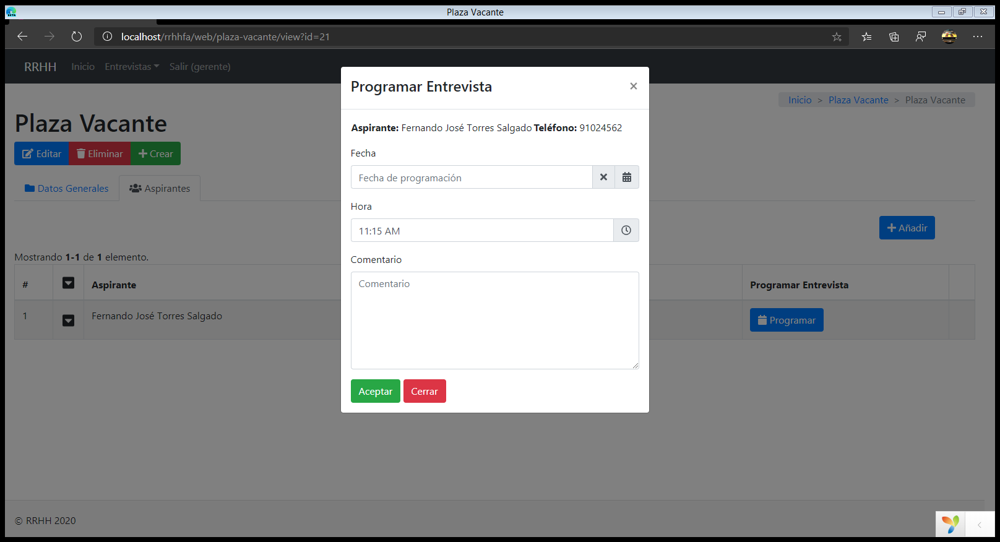 Plaza Vacante
localhost/rrhhfa/web/plaza-vacante/view?id=21
RRHH Inicio Entrevistas Salir (gerente)
Inicio > Plaza Vacante > Plaza Vacante
Plaza Vacante
Editar Eliminar Crear
Datos Generales Aspirantes
Añadir
Mostrando 1-1 de 1 elemento.
# Aspirante Programar Entrevista
1 Fernando José Torres Salgado Programar
Programar Entrevista ×
Aspirante: Fernando José Torres Salgado Teléfono: 91024562
Fecha
Fecha de programación
Hora
11:15 AM
Comentario
Comentario
Aceptar Cerrar
© RRHH 2020